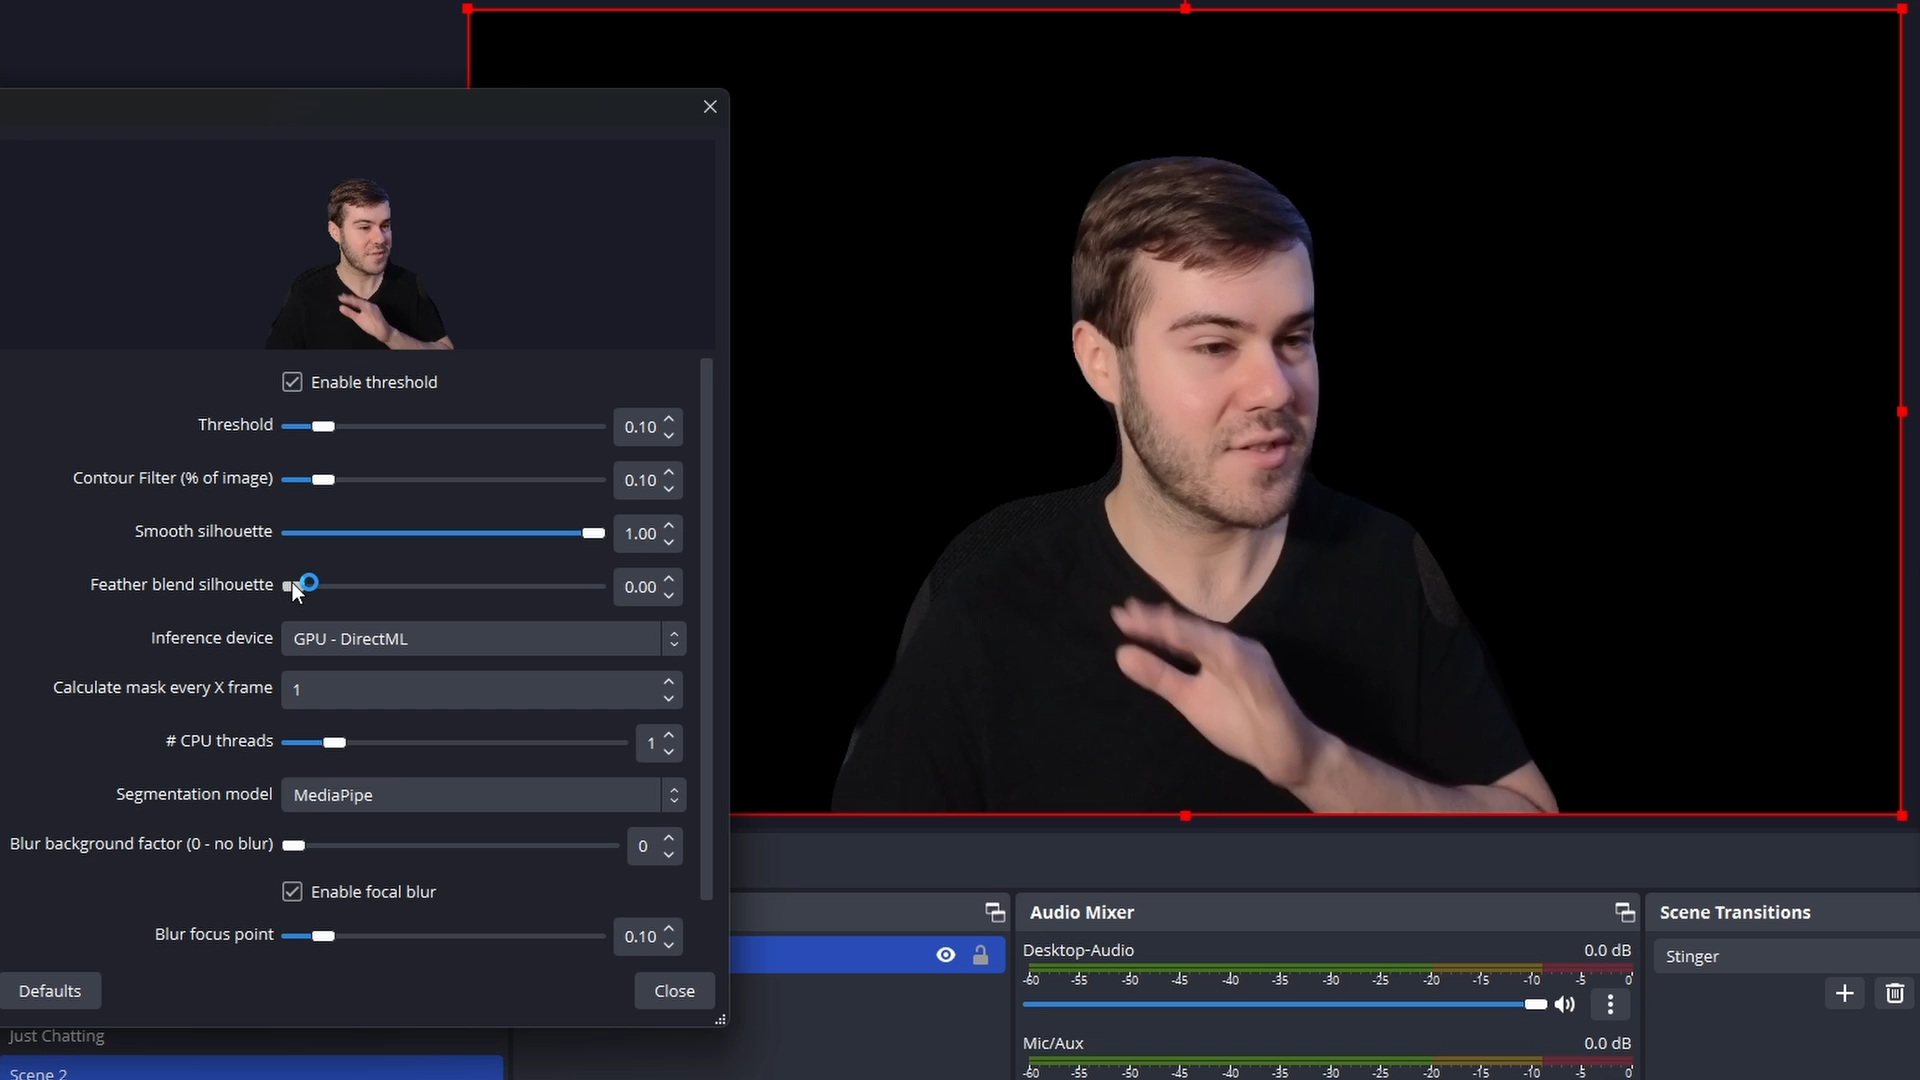 Enable threshold
Threshold 0.10
Contour Filter (% of image) 0.10
Smooth silhouette 1.00
Feather blend silhouette 0.00
Inference device GPU - DirectML
Calculate mask every X frame 1
# CPU threads 1
Segmentation model MediaPipe
Blur background factor (0 - no blur) 0
Enable focal blur
Blur focus point 0.10
Defaults Close
Just Chatting
Scene 2
Audio Mixer
Desktop-Audio 0.0 dB
-60 -55 -50 -45 -40 -35 -30 -25 -20 -15 -10 -5 0
Mic/Aux 0.0 dB
-60 -55 -50 -45 -40 -35 -30 -25 -20 -15 -10 -5 0
Scene Transitions
Stinger